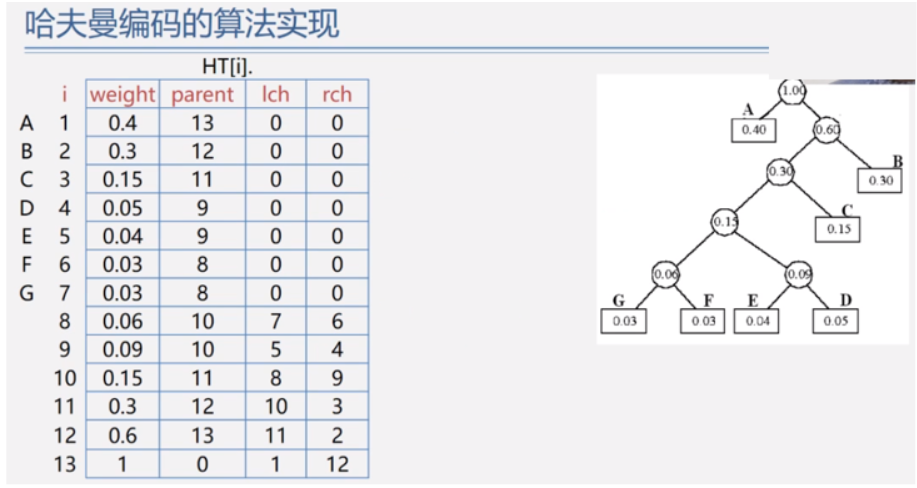 哈夫曼编码的算法实现
HT[i].
i weight parent lch rch
A 1 0.4 13 0 0
B 2 0.3 12 0 0
C 3 0.15 11 0 0
D 4 0.05 9 0 0
E 5 0.04 9 0 0
F 6 0.03 8 0 0
G 7 0.03 8 0 0
8 0.06 10 7 6
9 0.09 10 5 4
10 0.15 11 8 9
11 0.3 12 10 3
12 0.6 13 11 2
13 1 0 1 12
1.00
A
0.40 0.60
B
0.30 0.30
C
0.15 0.15
0.06 0.09
G F E D
0.03 0.03 0.04 0.05